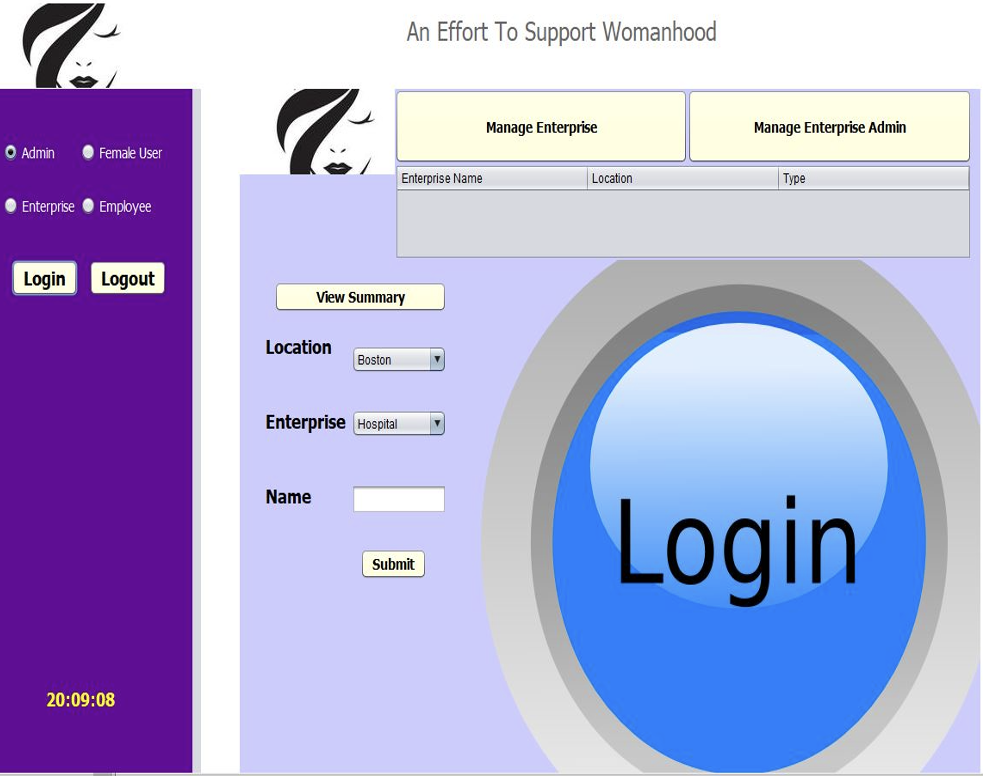 An Effort To Support Womanhood
Admin
Female User
Enterprise
Employee
Login
Logout
20:09:08
Manage Enterprise
Manage Enterprise Admin
Enterprise Name
Location
Type
View Summary
Location
Boston
Enterprise
Hospital
Name
Submit
Login